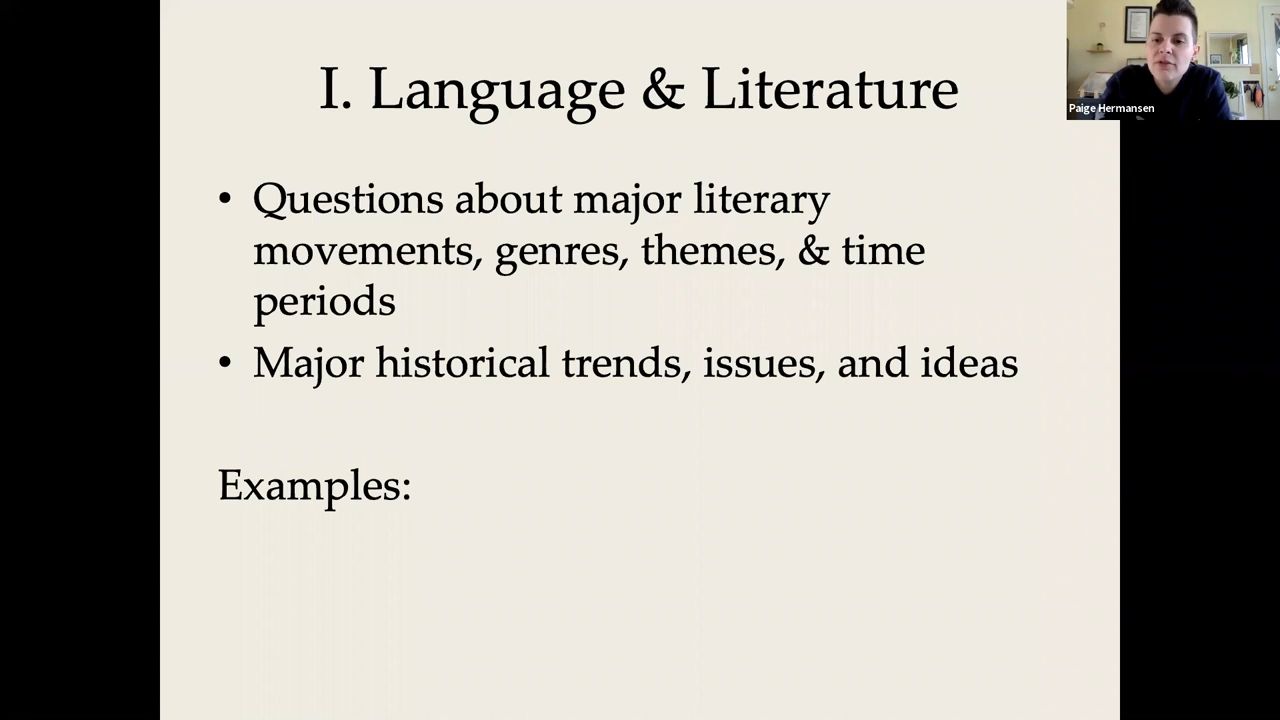 I. Language & Literature
Paige Hermansen
• Questions about major literary
movements, genres, themes, & time
periods
• Major historical trends, issues, and ideas
Examples: